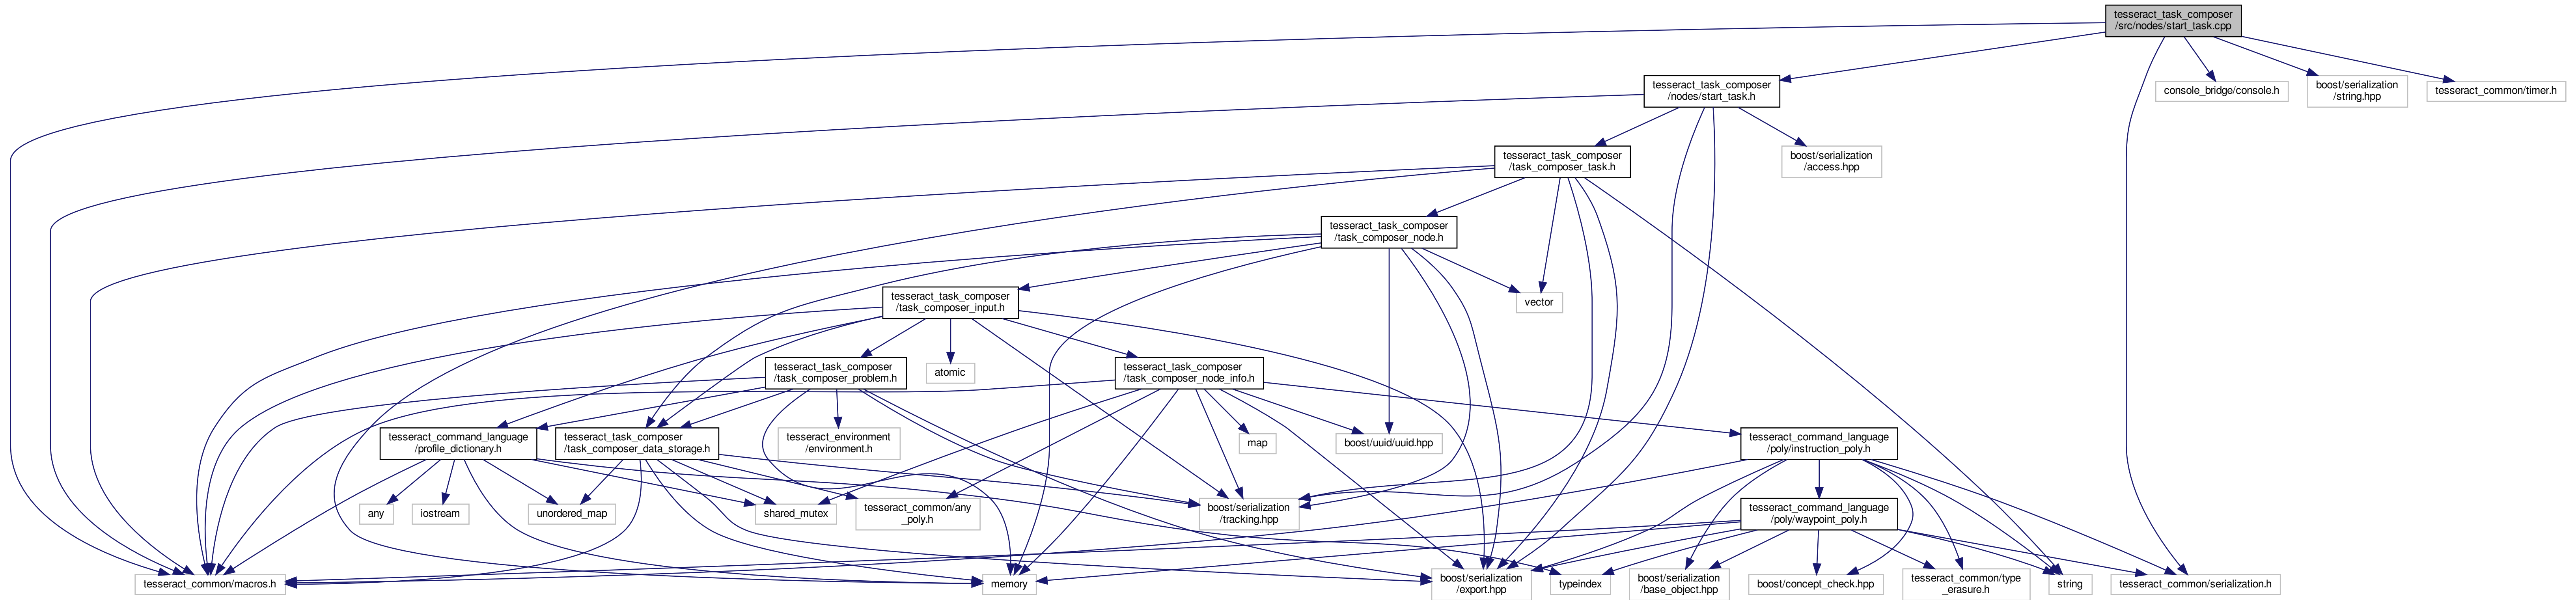 tesseract_task_composer
/src/nodes/start_task.cpp
tesseract_task_composer
/nodes/start_task.h
console_bridge/console.h
boost/serialization
/string.hpp
tesseract_common/timer.h
tesseract_task_composer
/task_composer_task.h
boost/serialization
/access.hpp
tesseract_task_composer
/task_composer_node.h
tesseract_task_composer
/task_composer_input.h
vector
tesseract_task_composer
/task_composer_problem.h
atomic
tesseract_task_composer
/task_composer_node_info.h
tesseract_command_language
/profile_dictionary.h
tesseract_task_composer
/task_composer_data_storage.h
tesseract_environment
/environment.h
map
boost/uuid/uuid.hpp
tesseract_command_language
/poly/instruction_poly.h
any
iostream
unordered_map
shared_mutex
tesseract_common/any
_poly.h
boost/serialization
/tracking.hpp
tesseract_command_language
/poly/waypoint_poly.h
tesseract_common/macros.h
memory
boost/serialization
/export.hpp
typeindex
boost/serialization
/base_object.hpp
boost/concept_check.hpp
tesseract_common/type
_erasure.h
string
tesseract_common/serialization.h